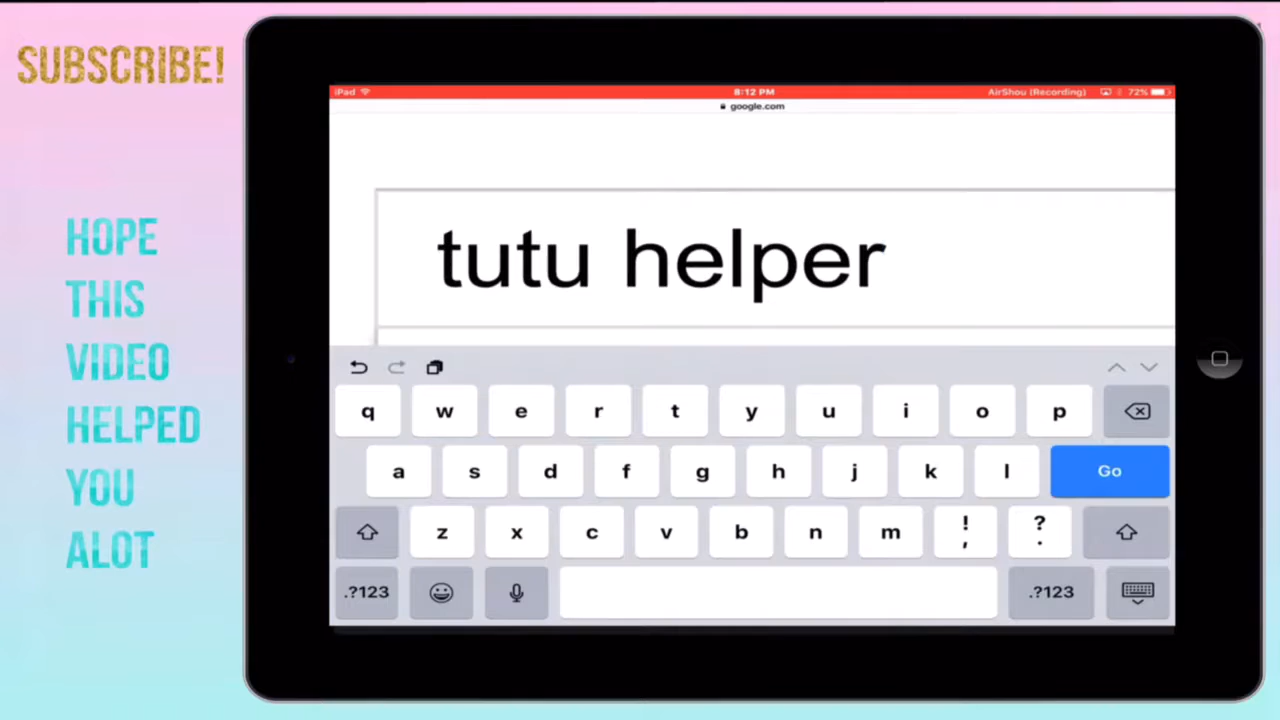 SUBSCRIBE!
HOPE
THIS
VIDEO
HELPED
YOU
ALOT
iPad 8:12 PM AirShou (Recording) 72%
google.com
tutu helper
q w e r t y u i o p
a s d f g h j k l Go
z x c v b n m ! , ? .
.?123 .?123